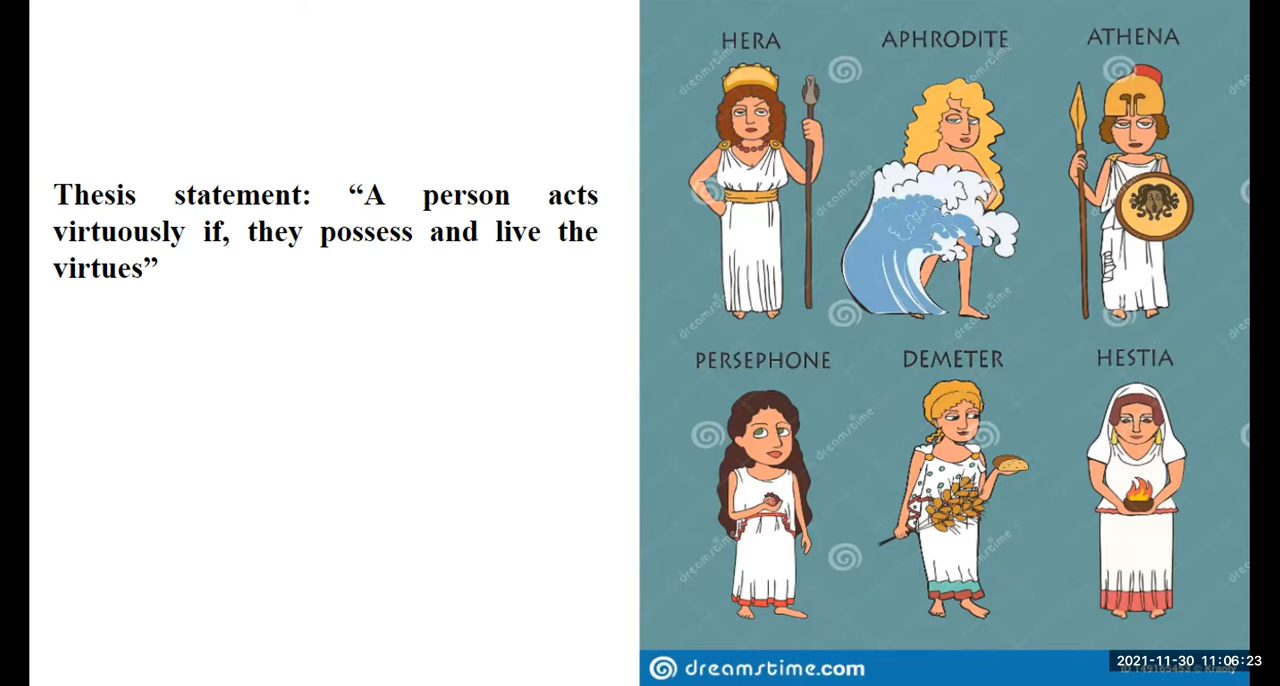 Thesis statement: “A person acts
virtuously if, they possess and live the
virtues”
HERA
APHRODITE
ATHENA
PERSEPHONE
DEMETER
HESTIA
dreamstime.com
2021-11-30 11:06:23